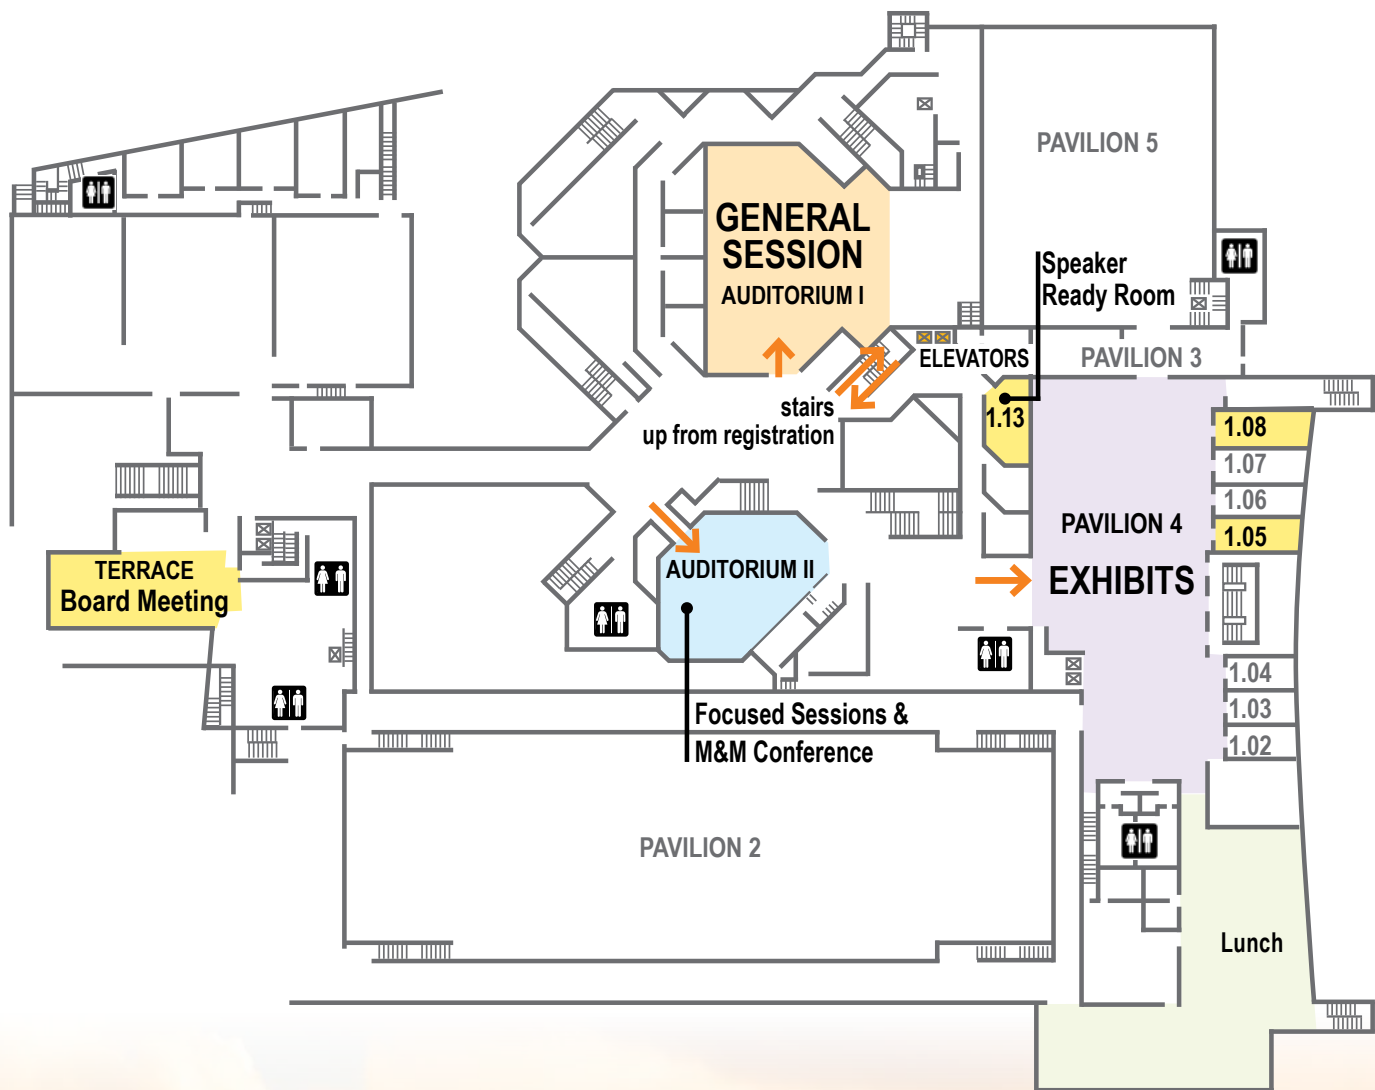 PAVILION 5
GENERAL
SESSION
AUDITORIUM I
Speaker
Ready Room
ELEVATORS
PAVILION 3
stairs
up from registration
1.13
1.08
1.07
1.06
1.05
PAVILION 4
EXHIBITS
AUDITORIUM II
TERRACE
Board Meeting
1.04
1.03
1.02
Focused Sessions &
M&M Conference
PAVILION 2
Lunch